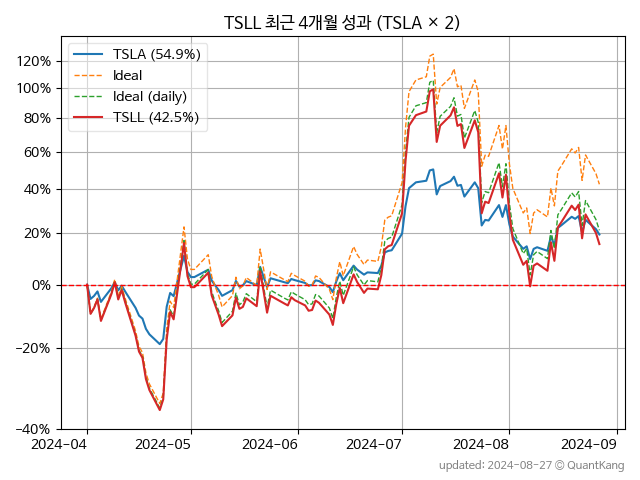 TSLL 최근 4개월 성과 (TSLA × 2)
TSLA (54.9%)
Ideal
Ideal (daily)
TSLL (42.5%)
120%
100%
80%
60%
40%
20%
0%
−20%
−40%
2024-04
2024-05
2024-06
2024-07
2024-08
2024-09
updated: 2024-08-27 © QuantKang